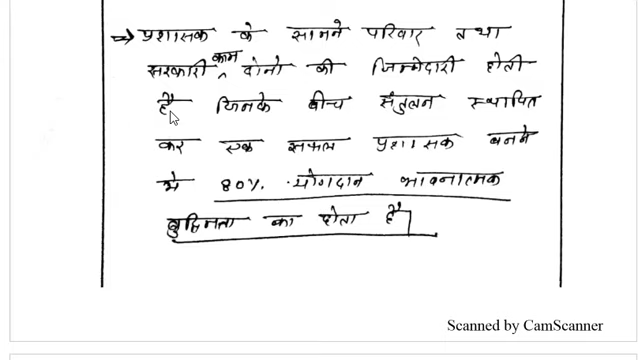 → प्रशासक के सामने परिवार तथा
सरकारी काम दोनो की जिम्मेदारी होती
है जिनके बीच संतुलन स्थापित
कर एक सफल प्रशासक बनने
मे 80% योगदान भावनात्मक
बुद्धिमता का होता है।
Scanned by CamScanner